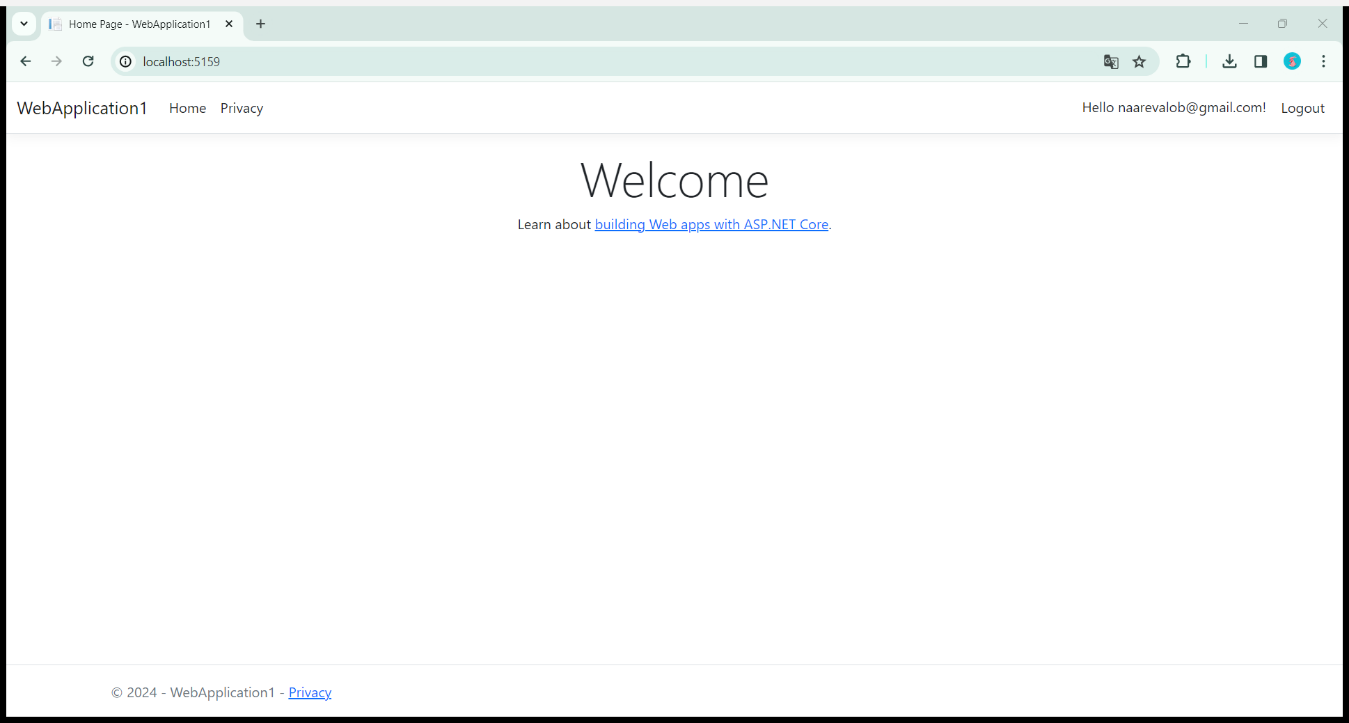 Home Page - WebApplication1
localhost:5159
WebApplication1 Home Privacy Hello naarevalob@gmail.com! Logout
Welcome
Learn about building Web apps with ASP.NET Core.
© 2024 - WebApplication1 - Privacy